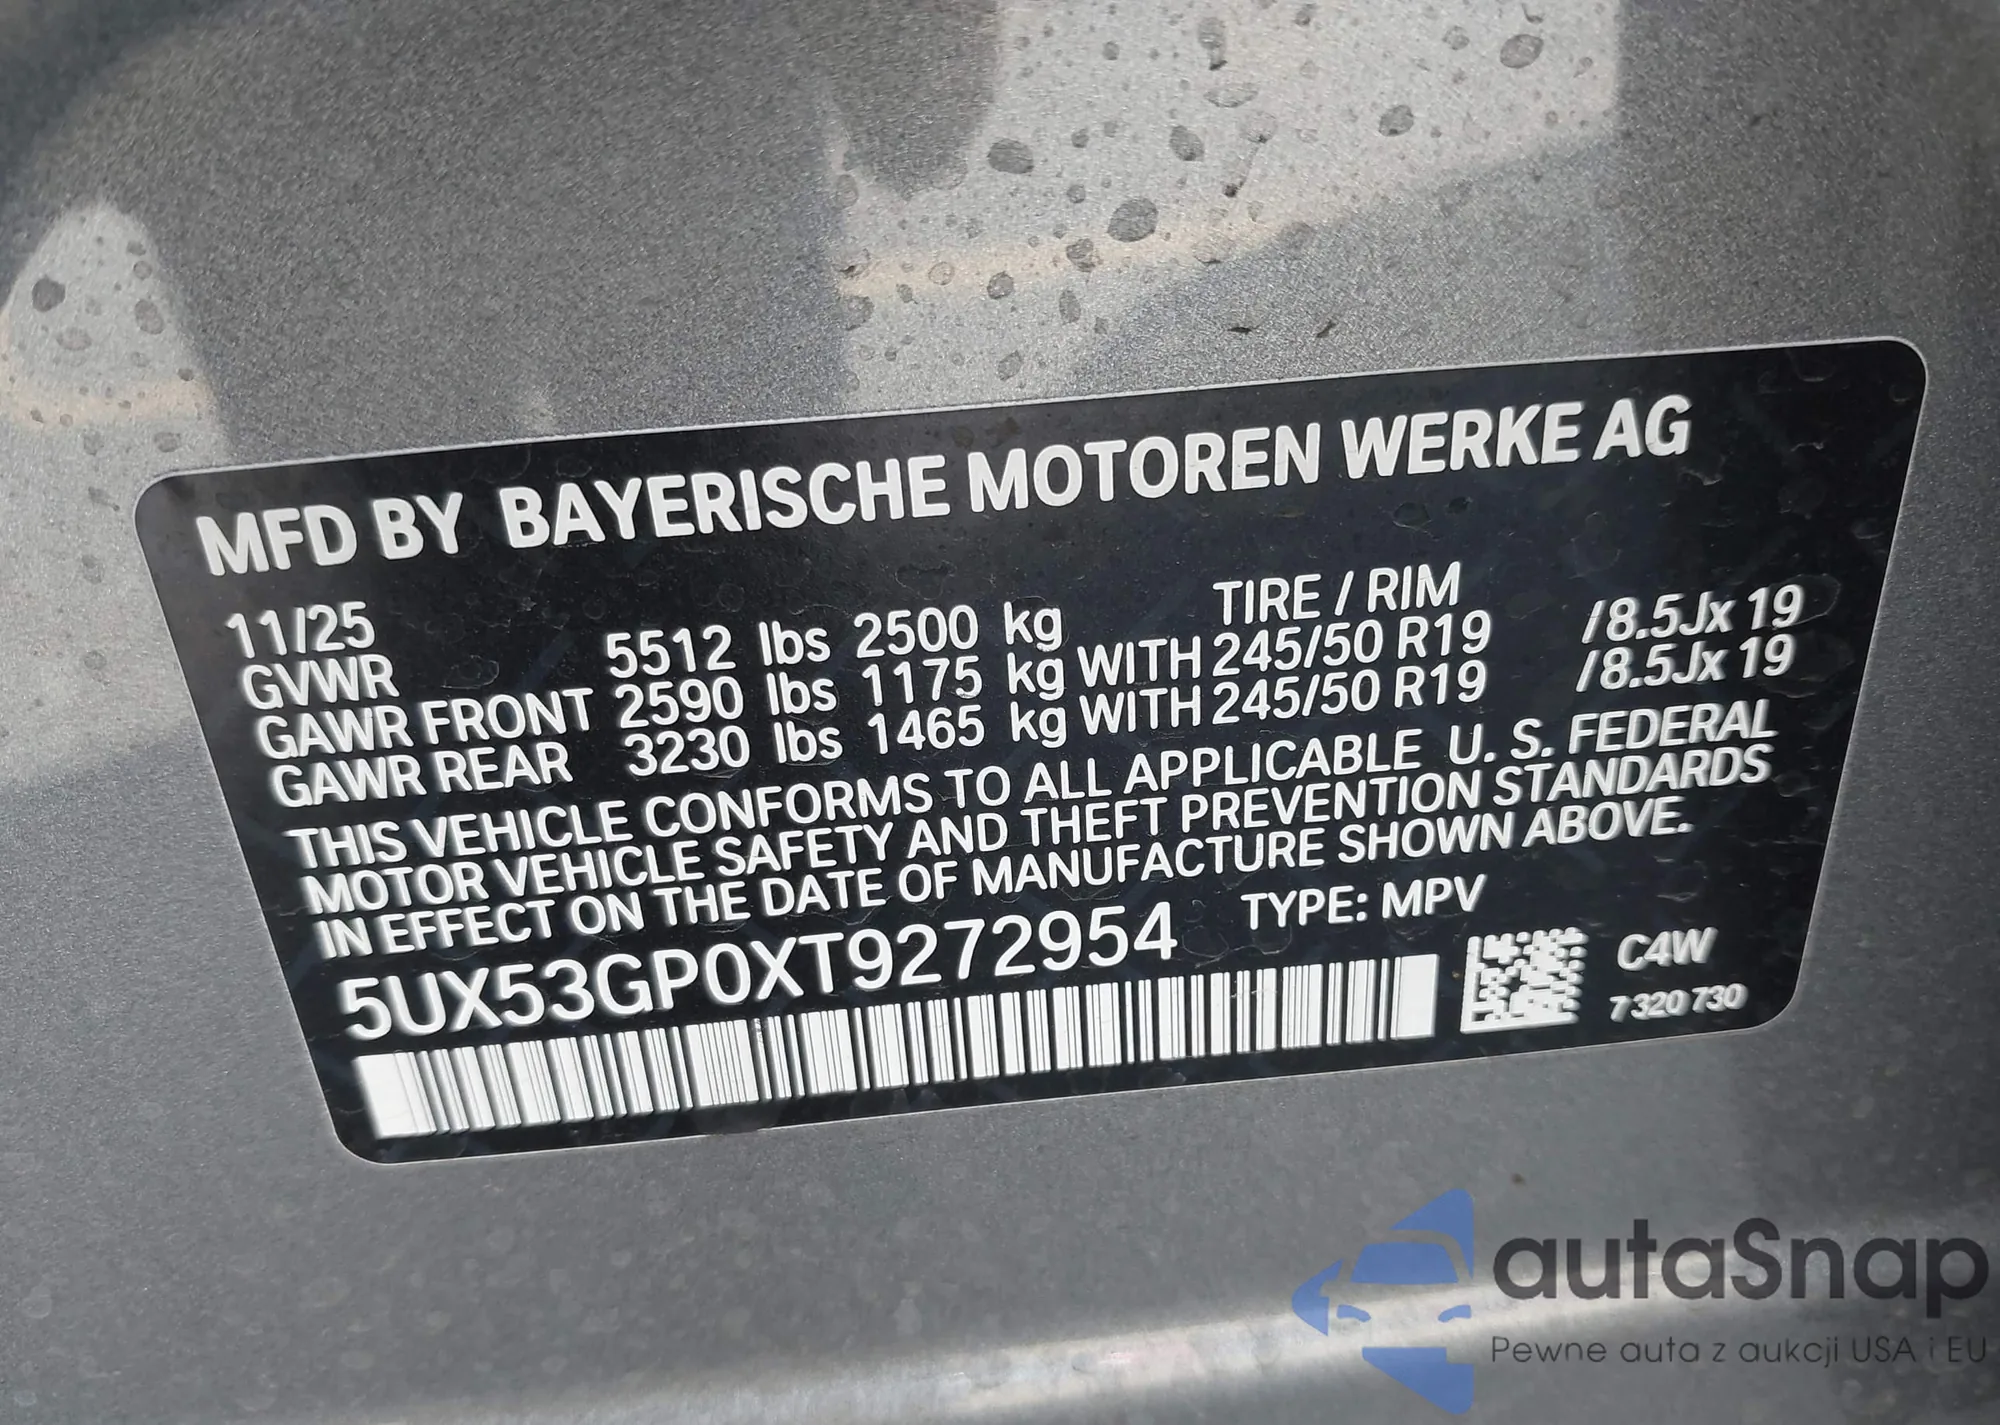 MFD BY BAYERISCHE MOTOREN WERKE AG
11/25 TIRE / RIM
GVWR 5512 lbs 2500 kg
GAWR FRONT 2590 lbs 1175 kg WITH 245/50 R19 /8.5Jx 19
GAWR REAR 3230 lbs 1465 kg WITH 245/50 R19 /8.5Jx 19
THIS VEHICLE CONFORMS TO ALL APPLICABLE U. S. FEDERAL
MOTOR VEHICLE SAFETY AND THEFT PREVENTION STANDARDS
IN EFFECT ON THE DATE OF MANUFACTURE SHOWN ABOVE.
5UX53GP0XT9272954 TYPE: MPV
C4W
7 320 730
autaSnap
Pewne auta z aukcji USA i EU